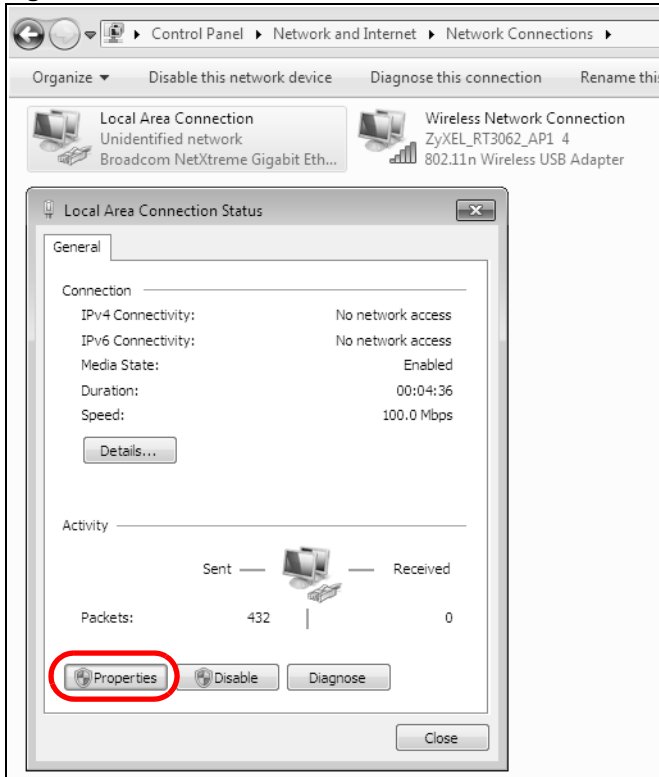 Control Panel ▸ Network and Internet ▸ Network Connections ▸
Organize ▾ Disable this network device Diagnose this connection Rename this
Local Area Connection
Unidentified network
Broadcom NetXtreme Gigabit Eth...
Wireless Network Connection
ZyXEL_RT3062_AP1 4
802.11n Wireless USB Adapter
Local Area Connection Status
General
Connection
IPv4 Connectivity: No network access
IPv6 Connectivity: No network access
Media State: Enabled
Duration: 00:04:36
Speed: 100.0 Mbps
Details...
Activity
Sent Received
Packets: 432 0
Properties Disable Diagnose
Close